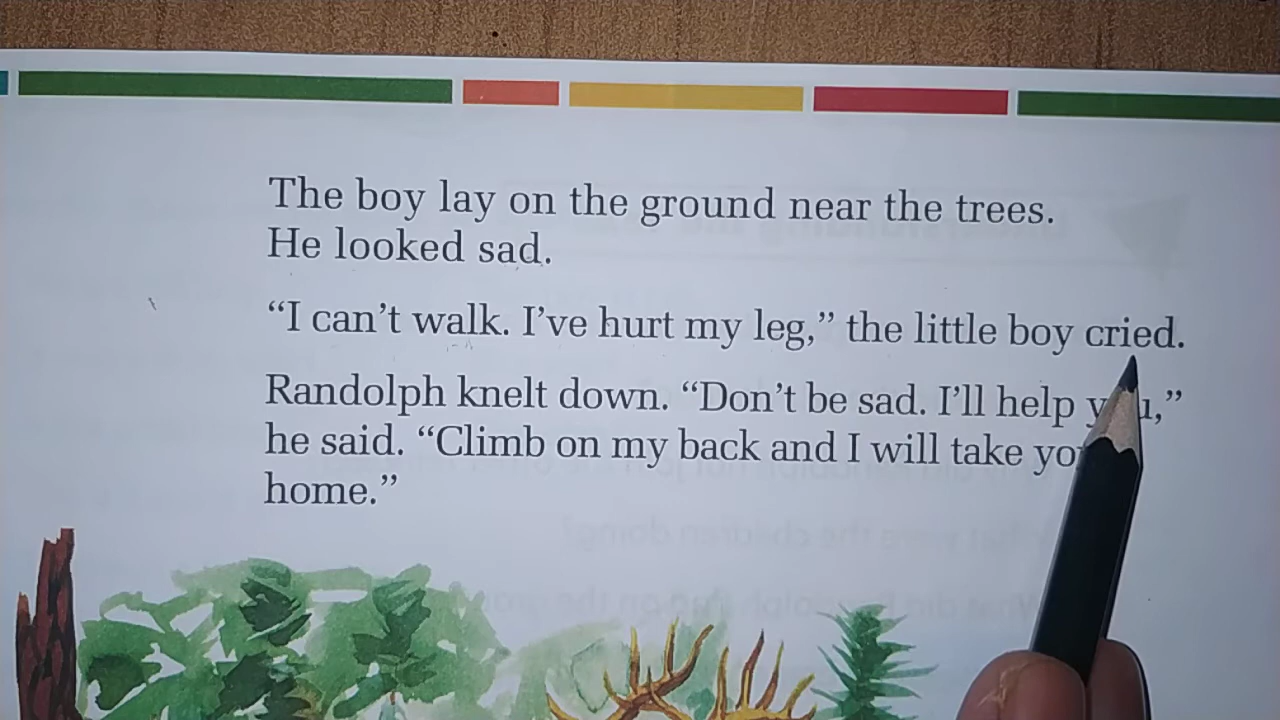 The boy lay on the ground near the trees.
He looked sad.
“I can’t walk. I’ve hurt my leg,” the little boy cried.
Randolph knelt down. “Don’t be sad. I’ll help
he said. “Climb on my back and I will take
home.”